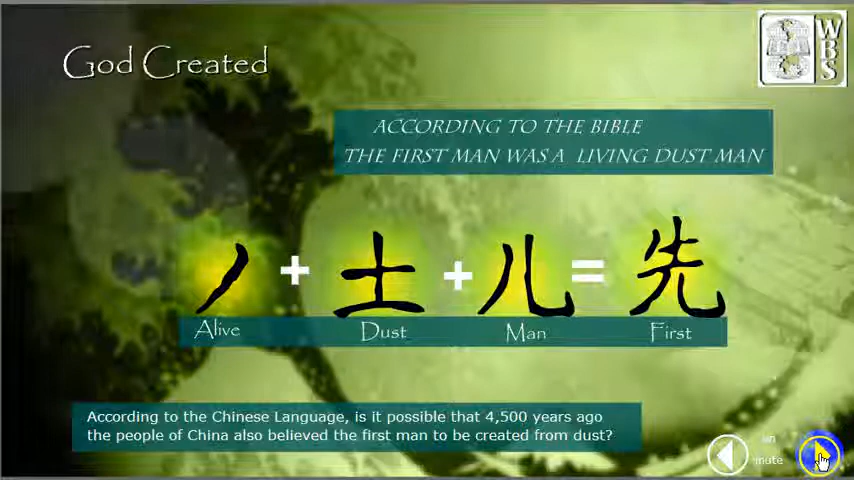 God Created
WBS
ACCORDING TO THE BIBLE
THE FIRST MAN WAS A LIVING DUST MAN
丿 + 土 + 儿 = 先
Alive Dust Man First
According to the Chinese Language, is it possible that 4,500 years ago
the people of China also believed the first man to be created from dust?
un
mute